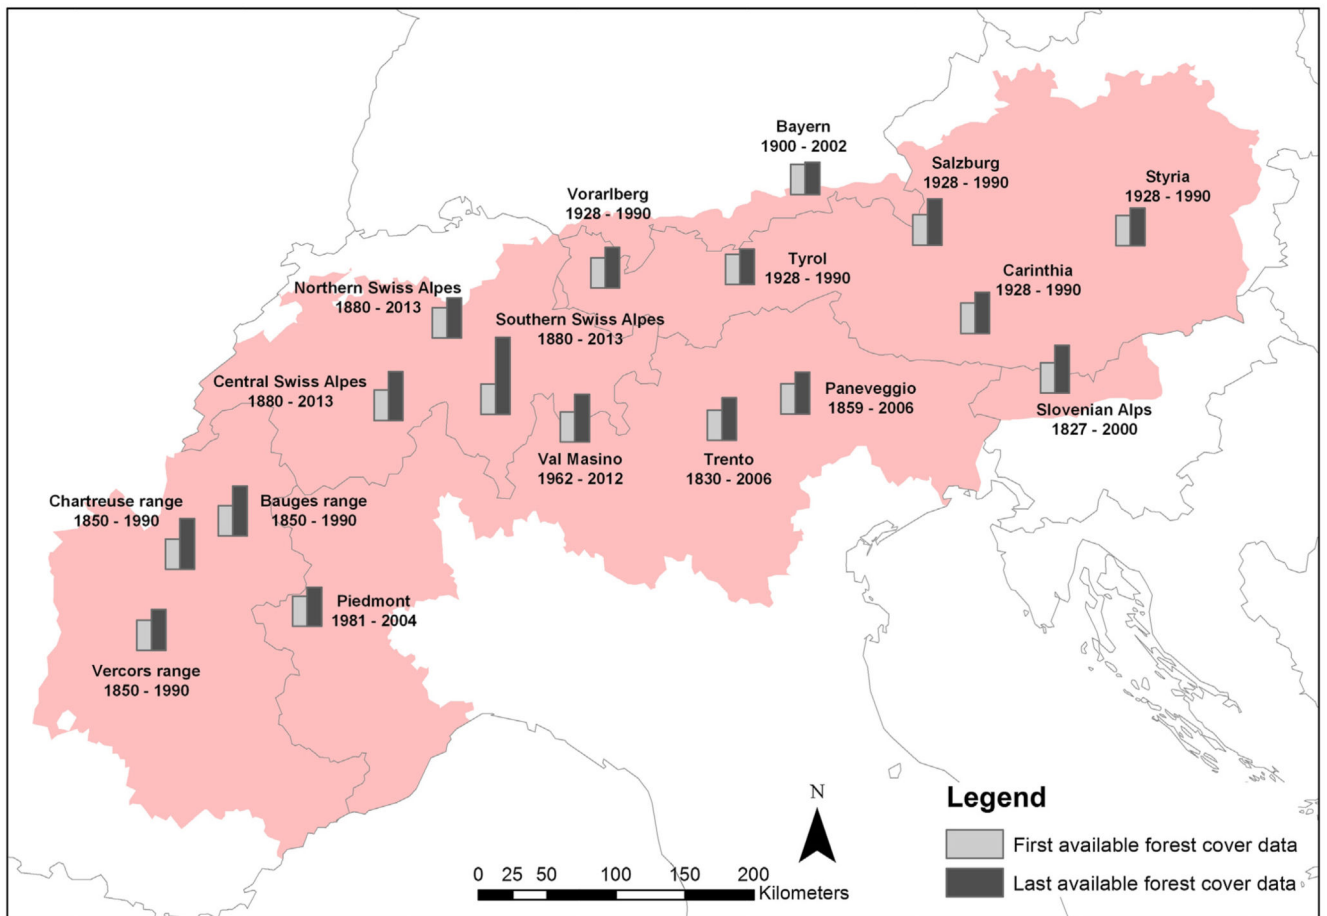 Bayern
1900 - 2002
Salzburg
1928 - 1990
Styria
1928 - 1990
Vorarlberg
1928 - 1990
Tyrol
1928 - 1990
Carinthia
1928 - 1990
Northern Swiss Alpes
1880 - 2013
Southern Swiss Alpes
1880 - 2013
Central Swiss Alpes
1880 - 2013
Paneveggio
1859 - 2006
Slovenian Alps
1827 - 2000
Val Masino
1962 - 2012
Trento
1830 - 2006
Chartreuse range
1850 - 1990
Bauges range
1850 - 1990
Piedmont
1981 - 2004
Vercors range
1850 - 1990
N
0 25 50 100 150 200
Kilometers
Legend
First available forest cover data
Last available forest cover data